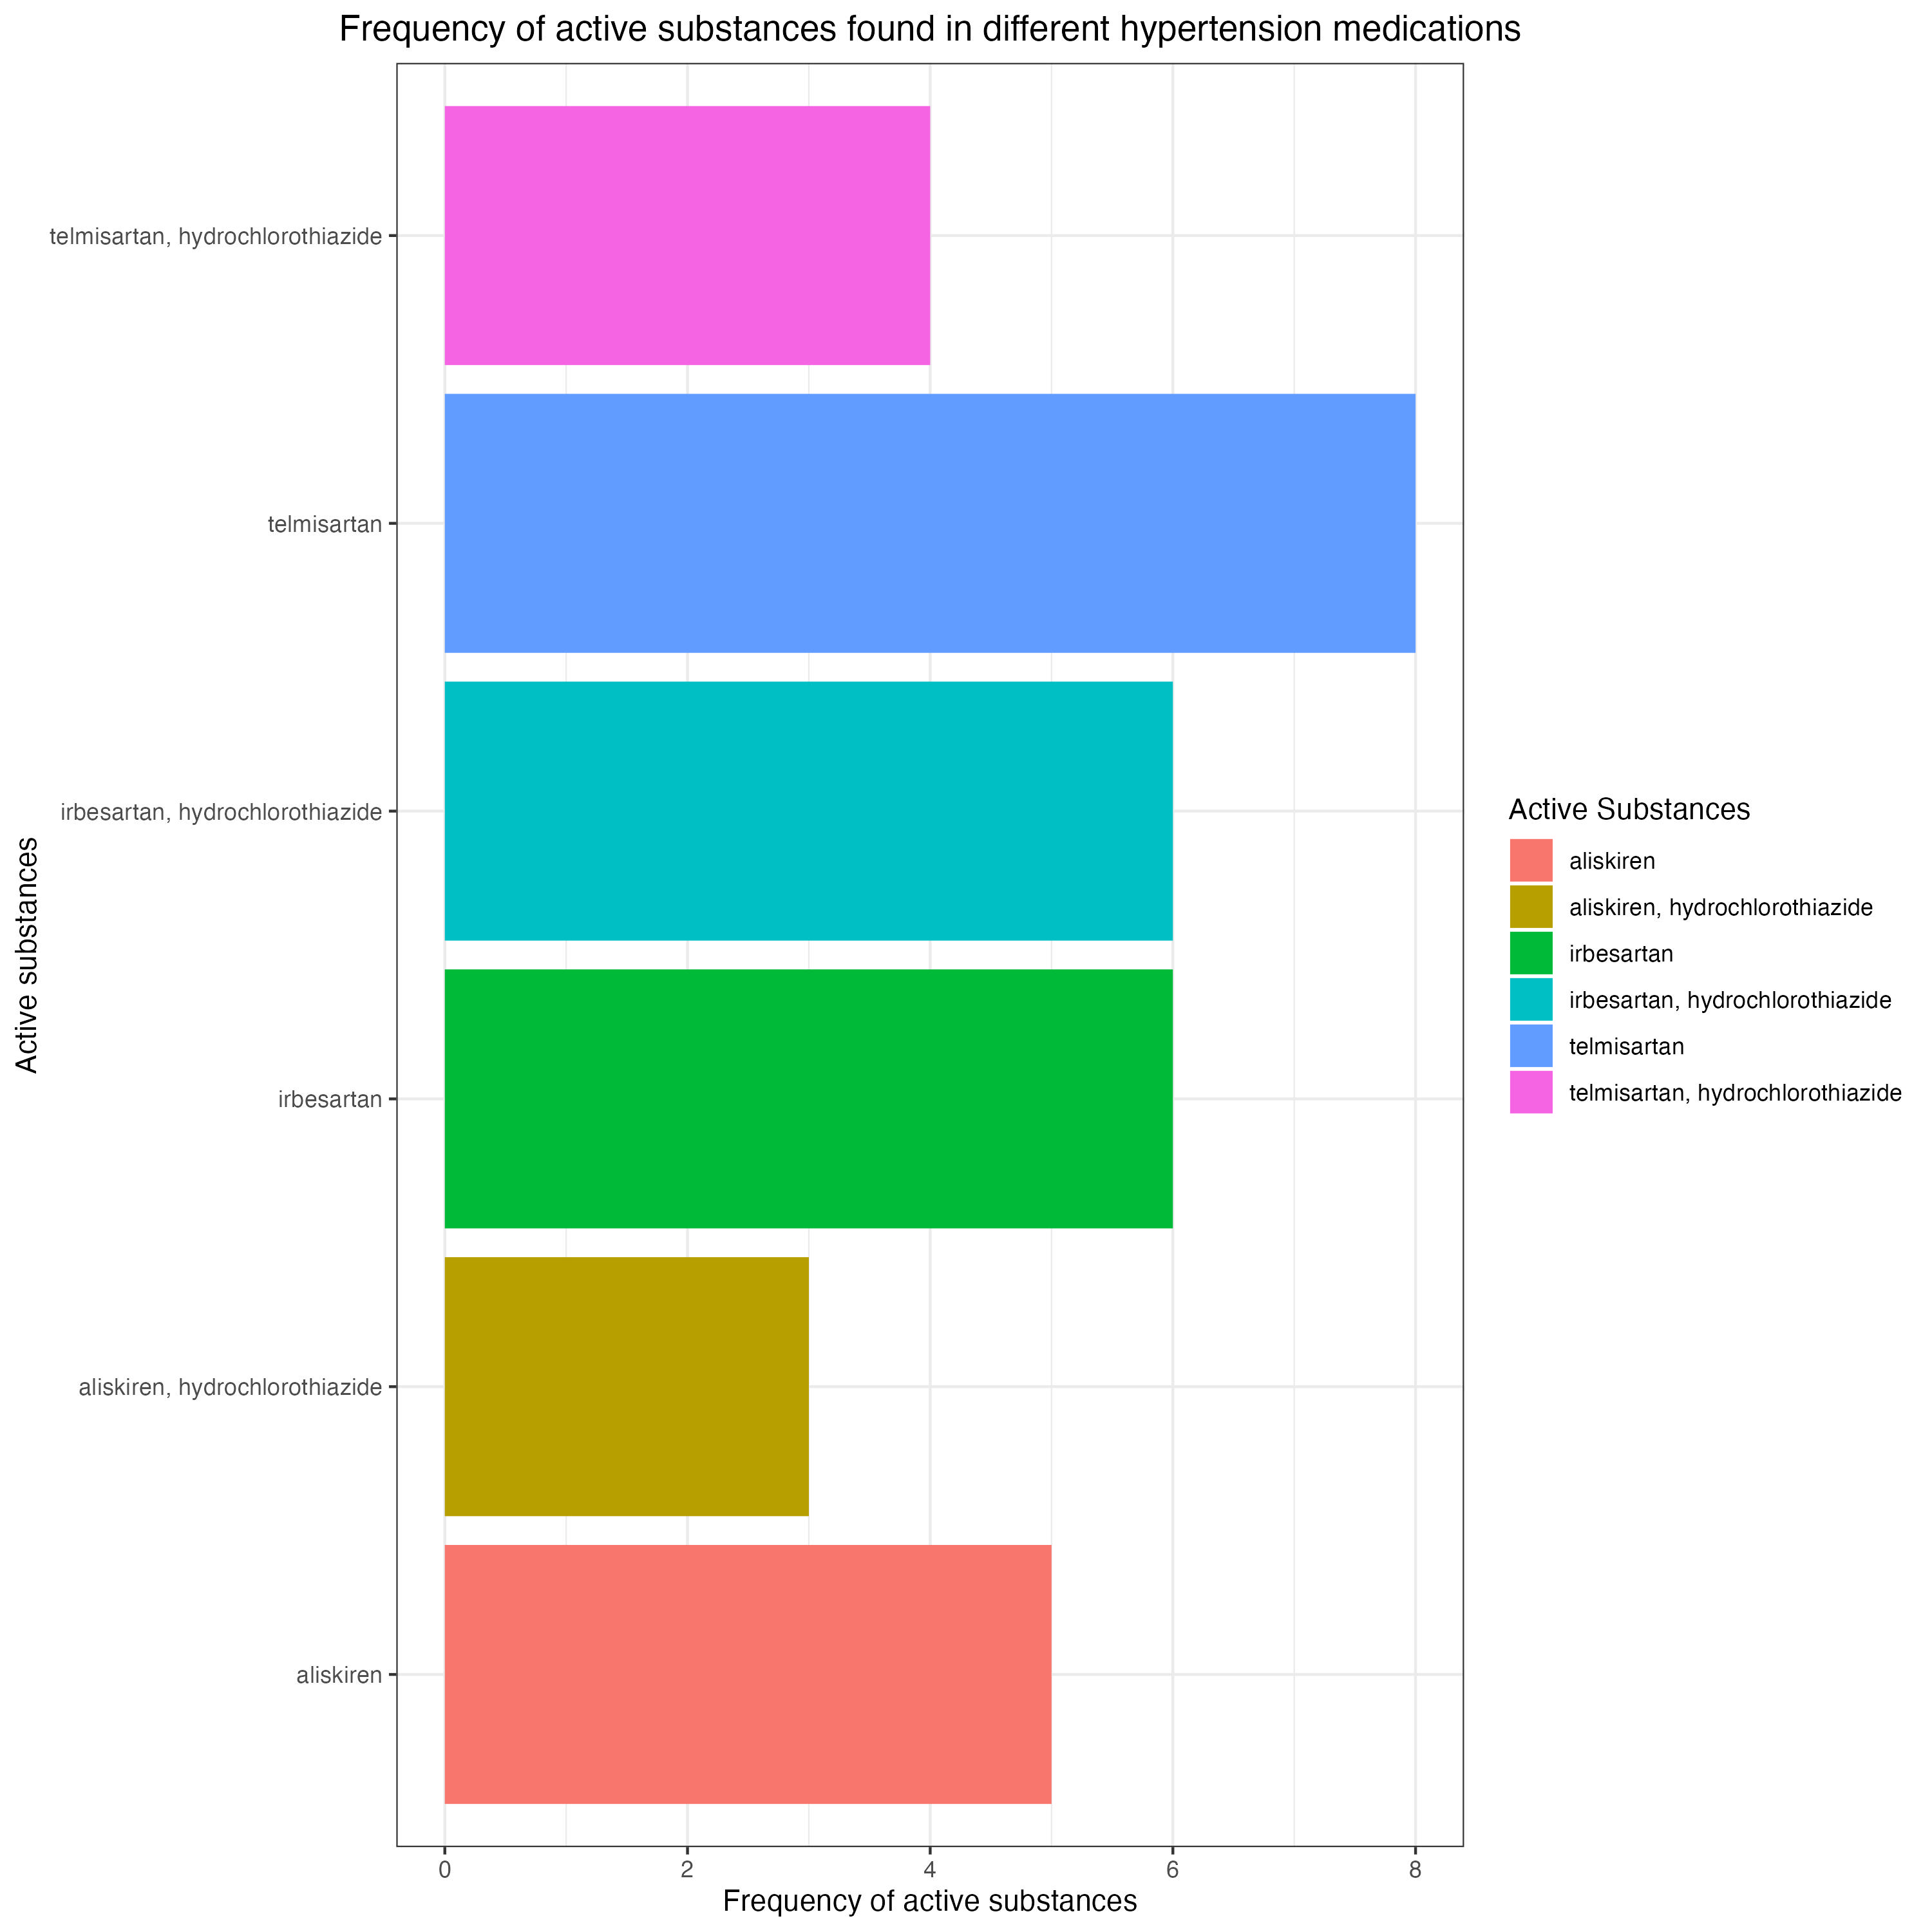 Frequency of active substances found in different hypertension medications
Active substances
telmisartan, hydrochlorothiazide
telmisartan
irbesartan, hydrochlorothiazide
irbesartan
aliskiren, hydrochlorothiazide
aliskiren
0 2 4 6 8
Frequency of active substances
Active Substances
aliskiren
aliskiren, hydrochlorothiazide
irbesartan
irbesartan, hydrochlorothiazide
telmisartan
telmisartan, hydrochlorothiazide